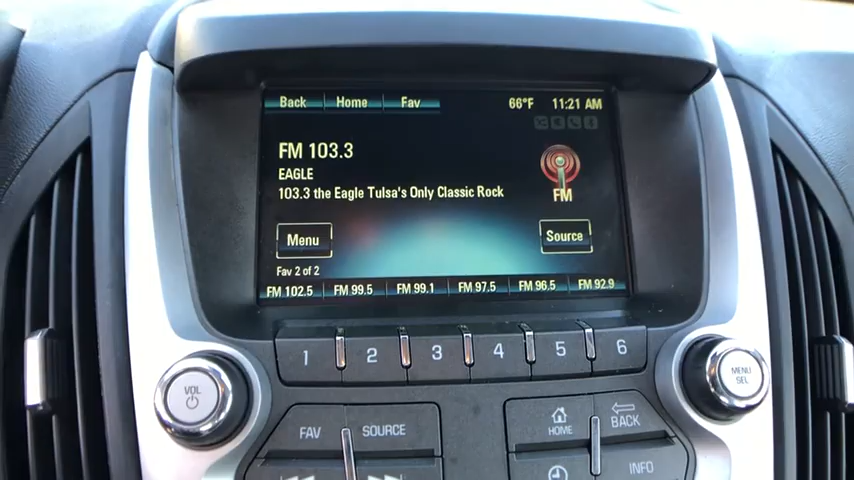 Back Home Fav 66°F 11:21 AM
FM 103.3
EAGLE
103.3 the Eagle Tulsa's Only Classic Rock
FM
Menu Source
Fav 2 of 2
FM 102.5 FM 99.5 FM 99.1 FM 97.5 FM 96.5 FM 92.9
1 2 3 4 5 6
VOL
MENU
SEL
FAV SOURCE HOME BACK
INFO